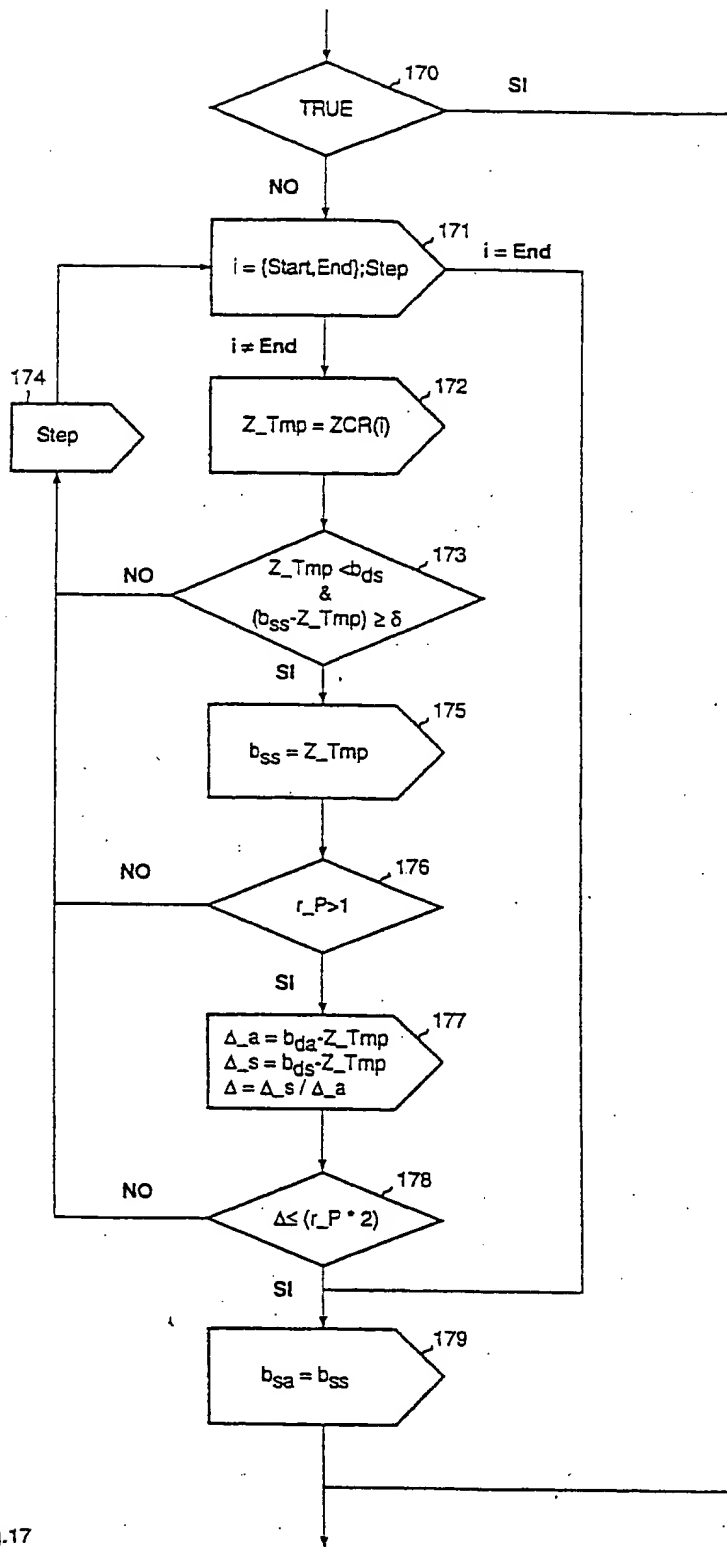 170
SI
TRUE
NO
171
i = {Start,End};Step
i = End
i ≠ End
174
Step
172
Z_Tmp = ZCR(i)
173
NO
Z_Tmp <b_ds
&
(b_ss-Z_Tmp) ≥ δ
SI
175
b_ss = Z_Tmp
NO
176
r_P>1
SI
177
Δ_a = b_da-Z_Tmp
Δ_s = b_ds-Z_Tmp
Δ = Δ_s / Δ_a
NO
178
Δ≤ (r_P * 2)
SI
179
b_sa = b_ss
.17